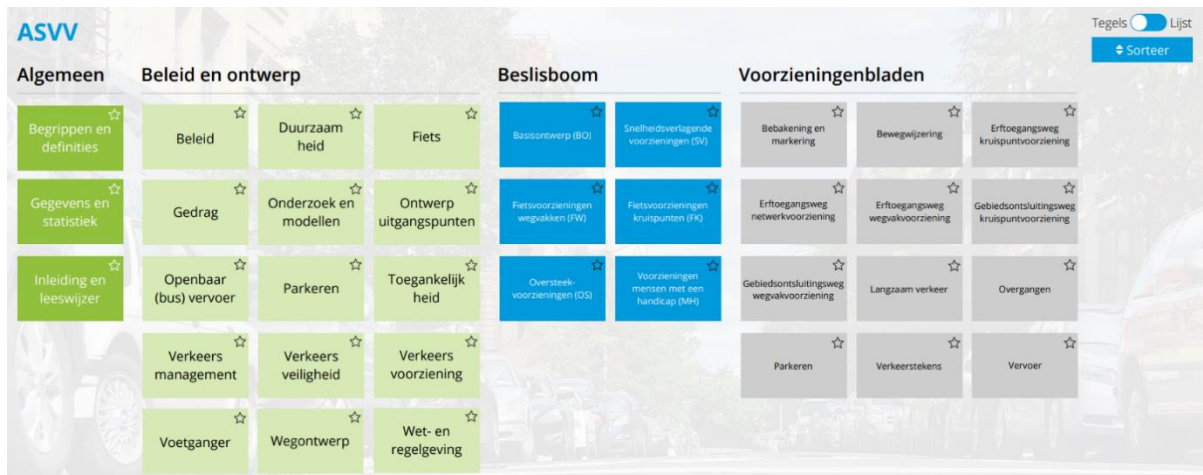 ASVV
Tegels Lijst
Sorteer
Algemeen
Begrippen en
definities
Gegevens en
statistiek
Inleiding en
leeswijzer
Beleid en ontwerp
Beleid
Duurzaam
heid
Fiets
Gedrag
Onderzoek en
modellen
Ontwerp
uitgangspunten
Openbaar
(bus) vervoer
Parkeren
Toegankelijk
heid
Verkeers
management
Verkeers
veiligheid
Verkeers
voorziening
Voetganger
Wegontwerp
Wet- en
regelgeving
Beslisboom
Basisontwerp (BO)
Snelheidsverlagende
voorzieningen (SV)
Fietsvoorzieningen
wegvakken (FW)
Fietsvoorzieningen
kruispunten (FK)
Oversteek-
voorzieningen (OS)
Voorzieningen
mensen met een
handicap (MH)
Voorzieningenbladen
Bebakening en
markering
Bewegwijzering
Erftoegangsweg
kruispuntvoorziening
Erftoegangsweg
netwerkvoorziening
Erftoegangsweg
wegvakvoorziening
Gebiedsontsluitingsweg
kruispuntvoorziening
Gebiedsontsluitingsweg
wegvakvoorziening
Langzaam verkeer
Overgangen
Parkeren
Verkeerstekens
Vervoer